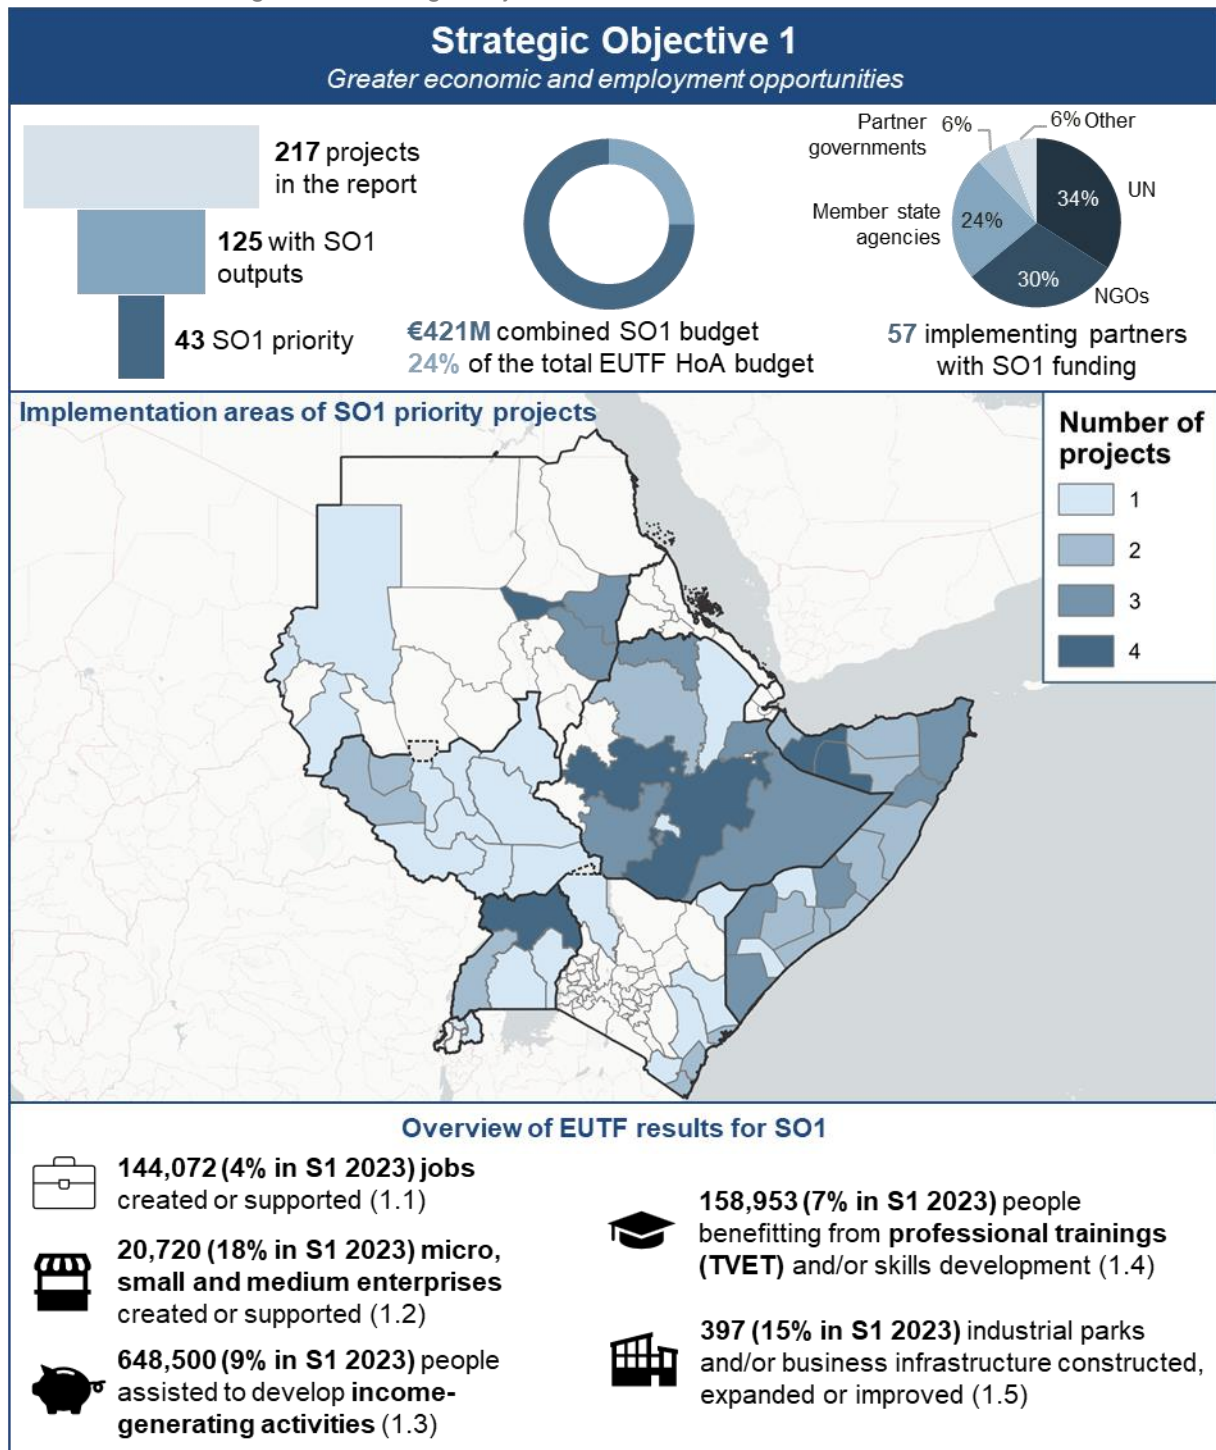 Strategic Objective 1
Greater economic and employment opportunities
217 projects
in the report
125 with SO1
outputs
43 SO1 priority
€421M combined SO1 budget
24% of the total EUTF HoA budget
Partner
governments
6%
6% Other
Member state
agencies
24%
34%
UN
30%
NGOs
57 implementing partners
with SO1 funding
Implementation areas of SO1 priority projects
Number of
projects
1
2
3
4
Overview of EUTF results for SO1
144,072 (4% in S1 2023) jobs
created or supported (1.1)
20,720 (18% in S1 2023) micro,
small and medium enterprises
created or supported (1.2)
648,500 (9% in S1 2023) people
assisted to develop income-
generating activities (1.3)
158,953 (7% in S1 2023) people
benefitting from professional trainings
(TVET) and/or skills development (1.4)
397 (15% in S1 2023) industrial parks
and/or business infrastructure constructed,
expanded or improved (1.5)